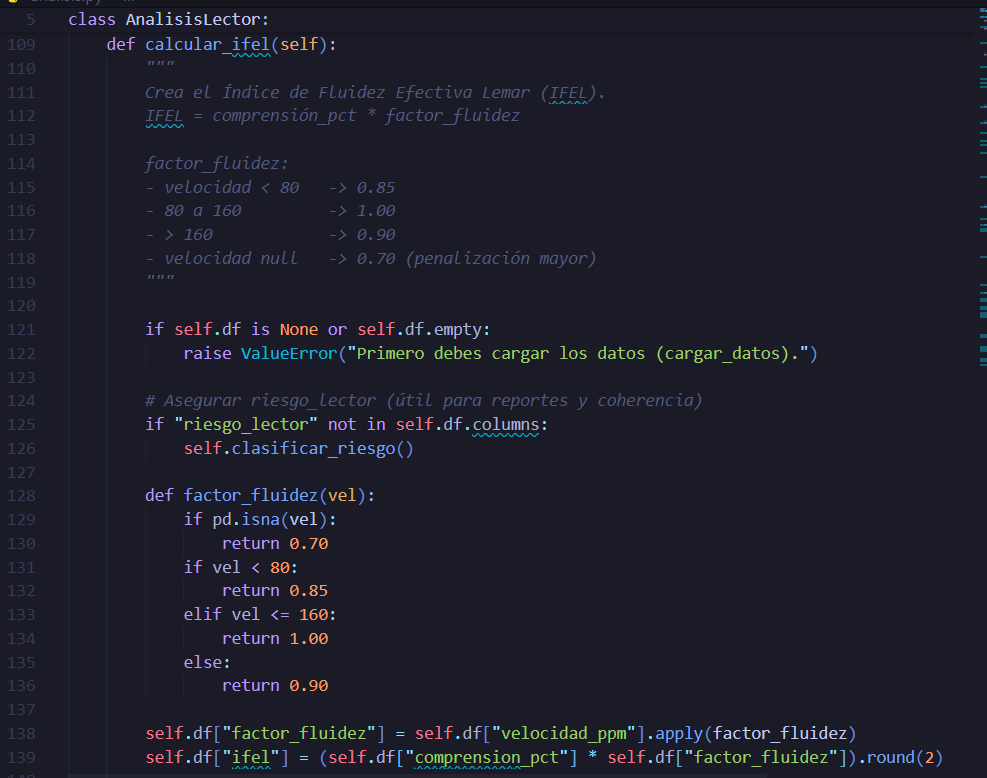 5 class AnalisisLector:
109 def calcular_ifel(self):
110 """
111 Crea el Índice de Fluidez Efectiva Lemar (IFEL).
112 IFEL = comprensión_pct * factor_fluidez
113
114 factor_fluidez:
115 - velocidad < 80 -> 0.85
116 - 80 a 160 -> 1.00
117 - > 160 -> 0.90
118 - velocidad null -> 0.70 (penalización mayor)
119 """
120
121 if self.df is None or self.df.empty:
122 raise ValueError("Primero debes cargar los datos (cargar_datos).")
123
124 # Asegurar riesgo_lector (útil para reportes y coherencia)
125 if "riesgo_lector" not in self.df.columns:
126 self.clasificar_riesgo()
127
128 def factor_fluidez(vel):
129 if pd.isna(vel):
130 return 0.70
131 if vel < 80:
132 return 0.85
133 elif vel <= 160:
134 return 1.00
135 else:
136 return 0.90
137
138 self.df["factor_fluidez"] = self.df["velocidad_ppm"].apply(factor_fluidez)
139 self.df["ifel"] = (self.df["comprension_pct"] * self.df["factor_fluidez"]).round(2)